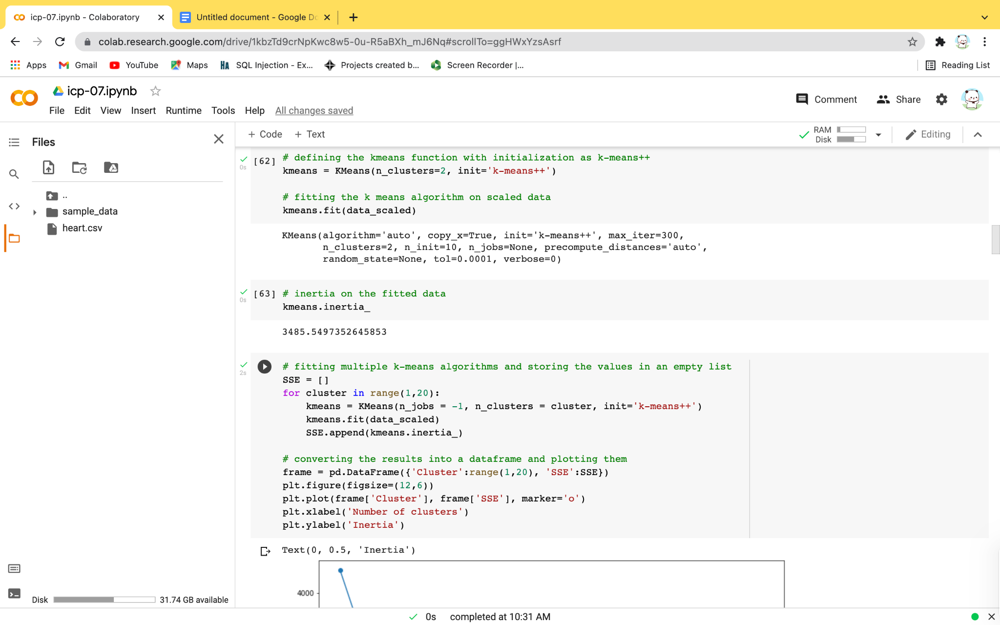 icp-07.ipynb - Colaboratory
Untitled document - Google Do
colab.research.google.com/drive/1kbzTd9crNpKwc8w5-0u-R5aBXh_mJ6Nq#scrollTo=ggHWxYzsAsrf
Apps
Gmail
YouTube
Maps
HA
SQL Injection - Ex...
Projects created b...
Screen Recorder |...
Reading List
icp-07.ipynb
File Edit View Insert Runtime Tools Help All changes saved
Comment
Share
Files
+ Code + Text
RAM
Disk
Editing
..
sample_data
heart.csv
0s
[62]
# defining the kmeans function with initialization as k-means++
kmeans = KMeans(n_clusters=2, init='k-means++')
# fitting the k means algorithm on scaled data
kmeans.fit(data_scaled)
KMeans(algorithm='auto', copy_x=True, init='k-means++', max_iter=300,
n_clusters=2, n_init=10, n_jobs=None, precompute_distances='auto',
random_state=None, tol=0.0001, verbose=0)
0s
[63]
# inertia on the fitted data
kmeans.inertia_
3485.5497352645853
2s
# fitting multiple k-means algorithms and storing the values in an empty list
SSE = []
for cluster in range(1,20):
kmeans = KMeans(n_jobs = -1, n_clusters = cluster, init='k-means++')
kmeans.fit(data_scaled)
SSE.append(kmeans.inertia_)
# converting the results into a dataframe and plotting them
frame = pd.DataFrame({'Cluster':range(1,20), 'SSE':SSE})
plt.figure(figsize=(12,6))
plt.plot(frame['Cluster'], frame['SSE'], marker='o')
plt.xlabel('Number of clusters')
plt.ylabel('Inertia')
Text(0, 0.5, 'Inertia')
4000
Disk
31.74 GB available
0s completed at 10:31 AM